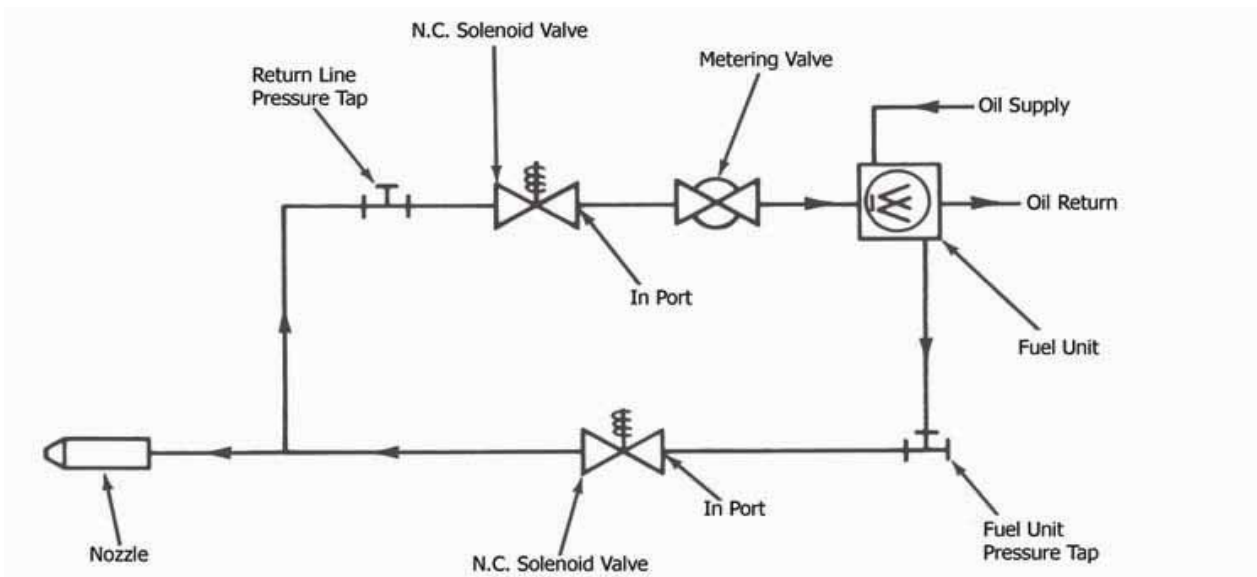 N.C. Solenoid Valve
Metering Valve
Return Line
Pressure Tap
Oil Supply
Oil Return
In Port
Fuel Unit
In Port
Nozzle
N.C. Solenoid Valve
Fuel Unit
Pressure Tap